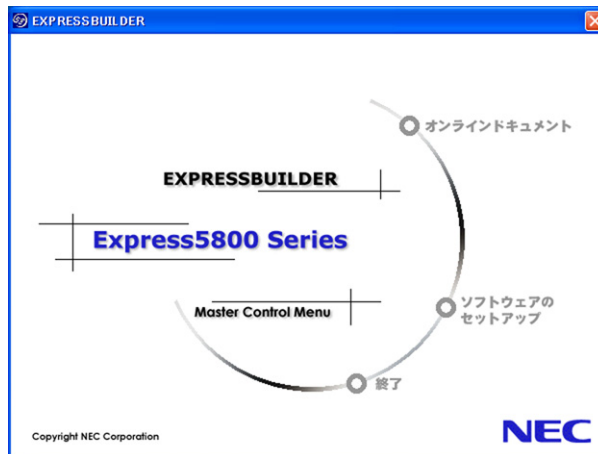 EXPRESSBUILDER
オンラインドキュメント
EXPRESSBUILDER
Express5800 Series
ソフトウェアの
セットアップ
Master Control Menu
終了
Copyright NEC Corporation
NEC